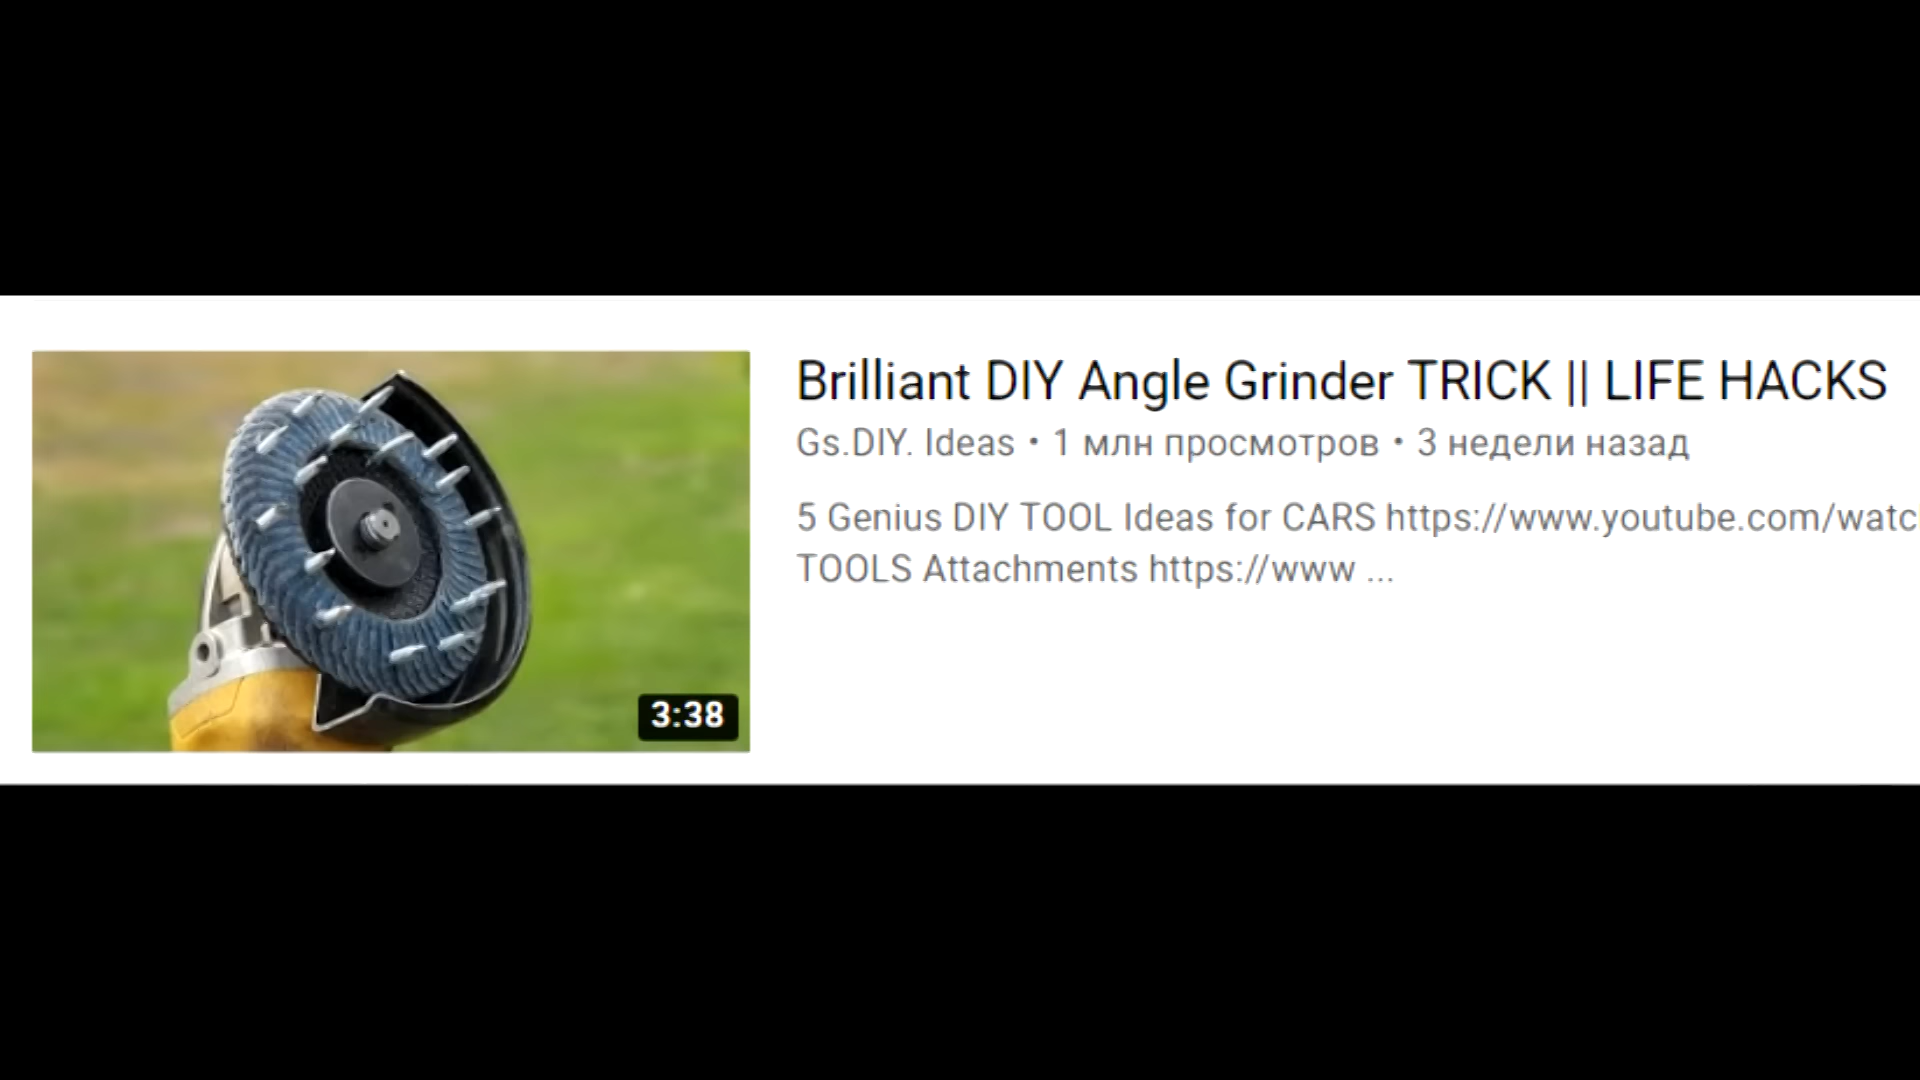 Brilliant DIY Angle Grinder TRICK || LIFE HACKS
Gs.DIY. Ideas • 1 млн просмотров • 3 недели назад
5 Genius DIY TOOL Ideas for CARS https://www.youtube.com/watc
TOOLS Attachments https://www ...
3:38